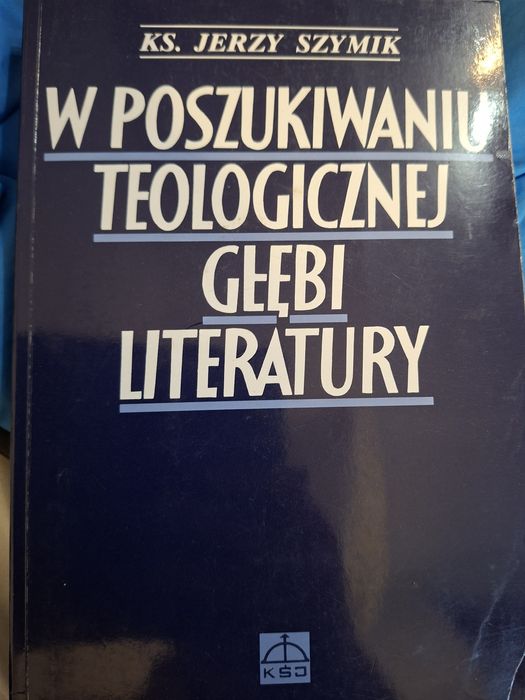 KS. JERZY SZYMIK
W POSZUKIWANIU
TEOLOGICZNEJ
GŁĘBI
LITERATURY
KŚJ